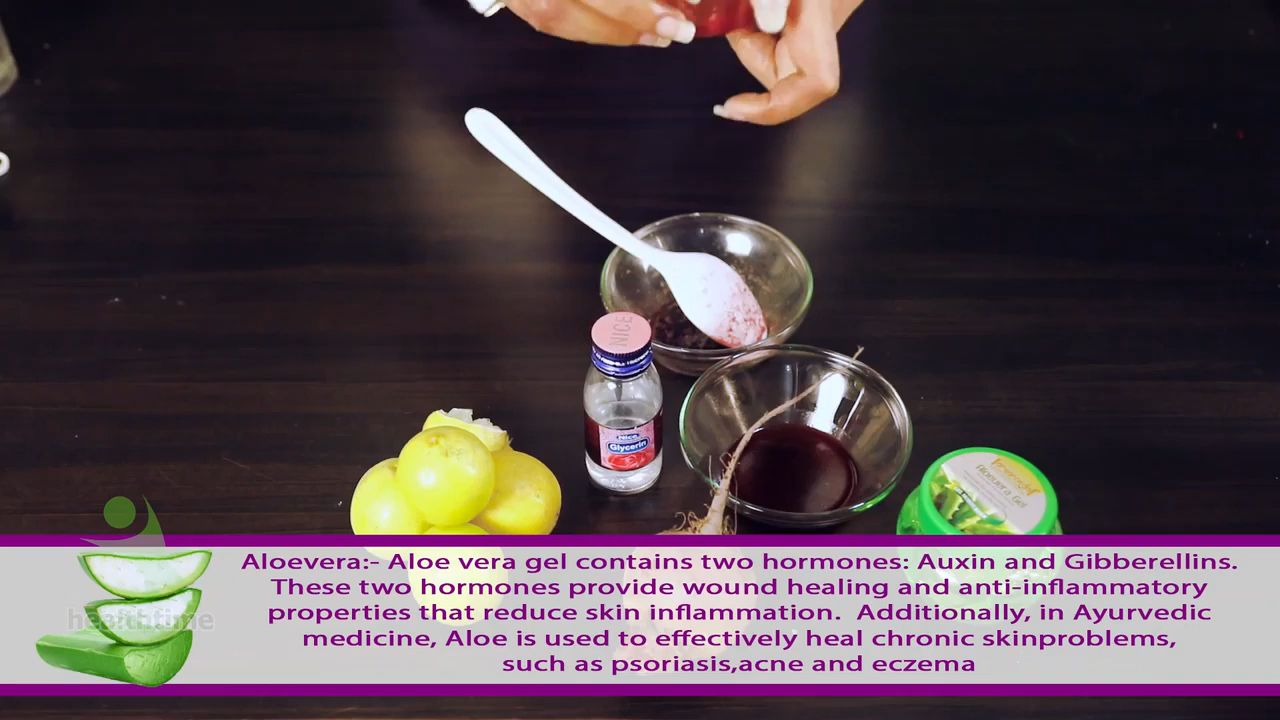 NICE
Nice
Glycerin
Aloevera Gel
Aloevera:- Aloe vera gel contains two hormones: Auxin and Gibberellins.
These two hormones provide wound healing and anti-inflammatory
properties that reduce skin inflammation.  Additionally, in Ayurvedic
medicine, Aloe is used to effectively heal chronic skinproblems,
such as psoriasis,acne and eczema
healthtime